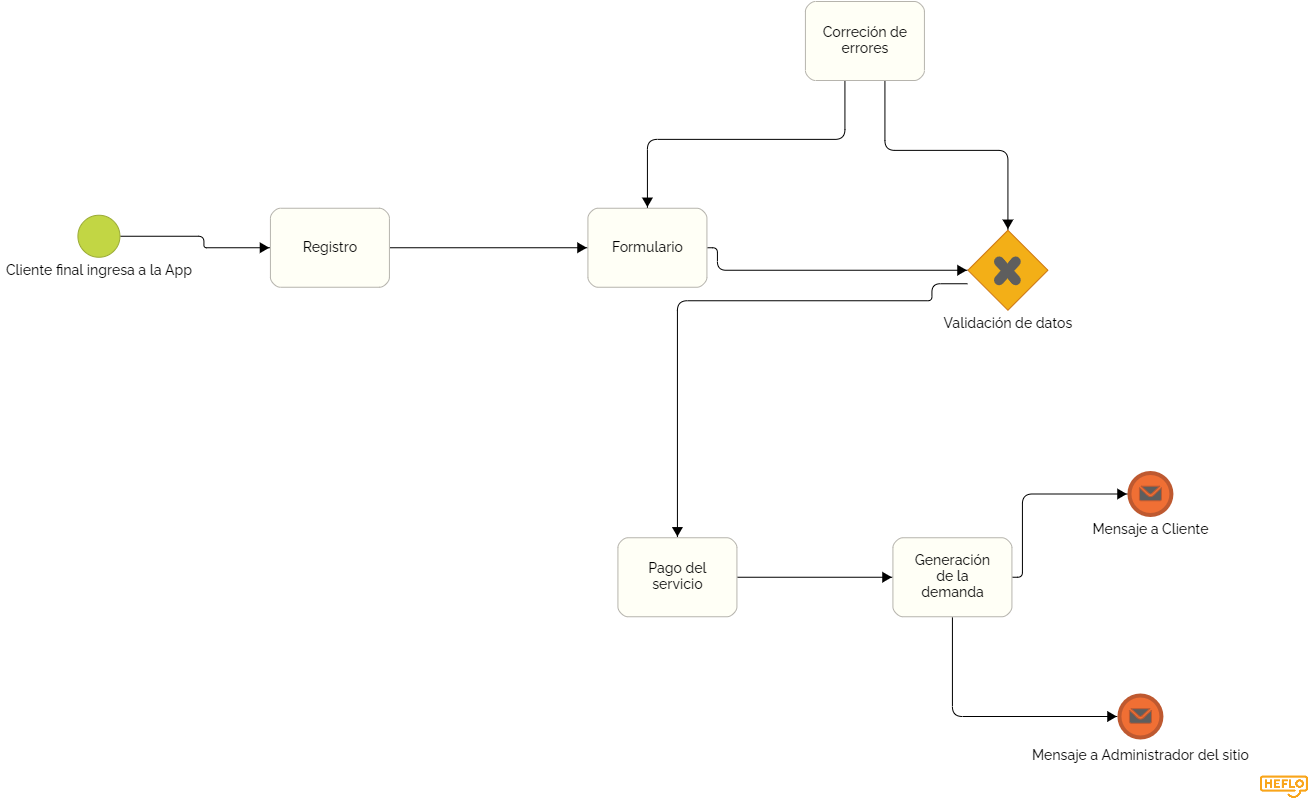 Correción de
errores
Registro
Formulario
Cliente final ingresa a la App
Validación de datos
Mensaje a Cliente
Pago del
servicio
Generación
de la
demanda
Mensaje a Administrador del sitio
HEFLO